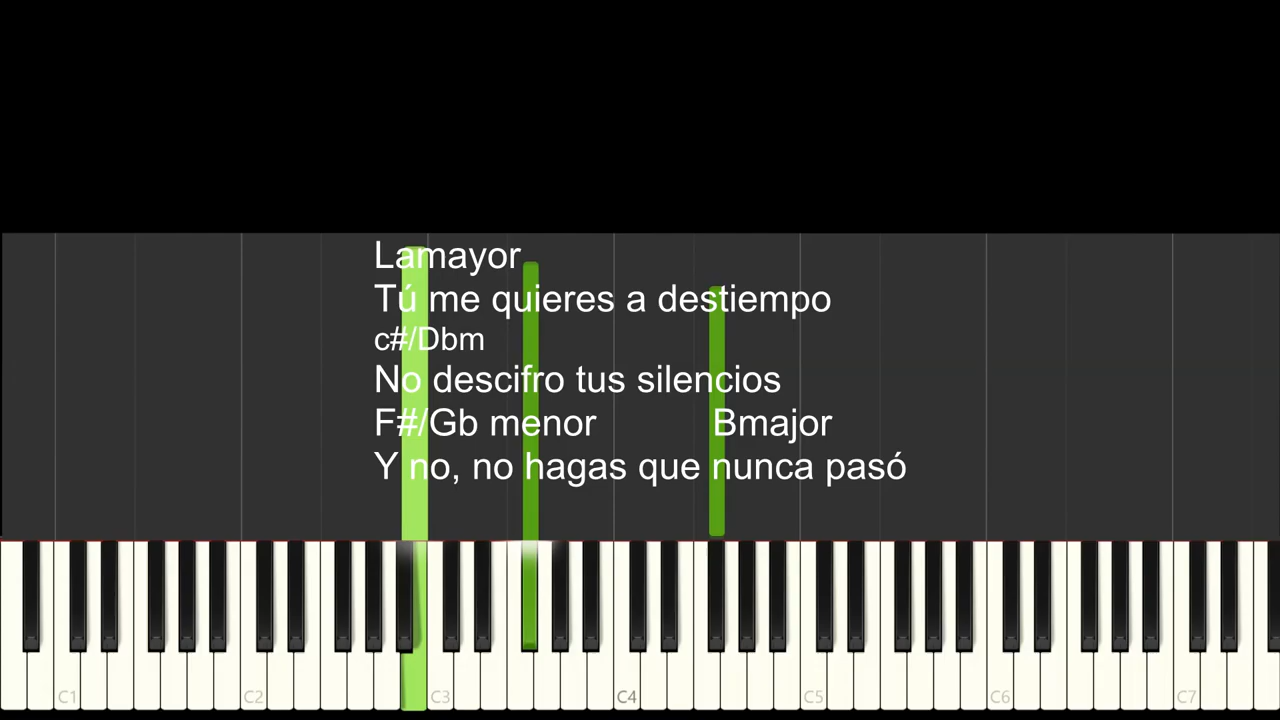 Lamayor
Tú me quieres a destiempo
c#/Dbm
No descifro tus silencios
F#/Gb menor Bmajor
Y no, no hagas que nunca pasó
C1 C2 C3 C4 C5 C6 C7